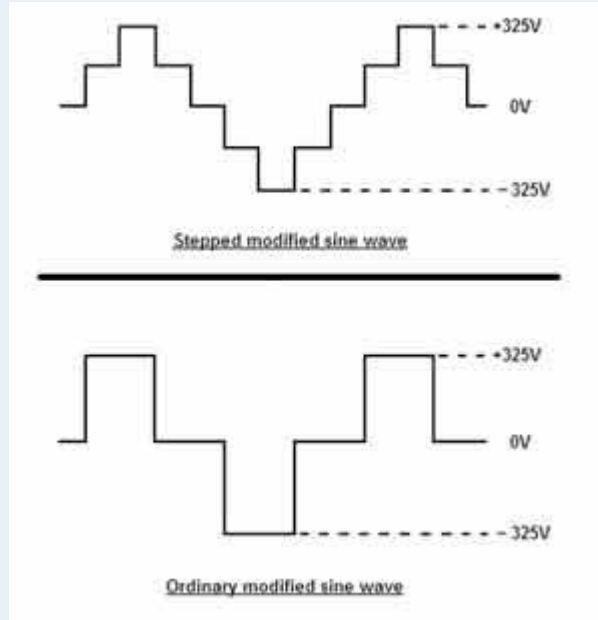 +325V
0V
-325V
Stepped modified sine wave
+325V
0V
-325V
Ordinary modified sine wave